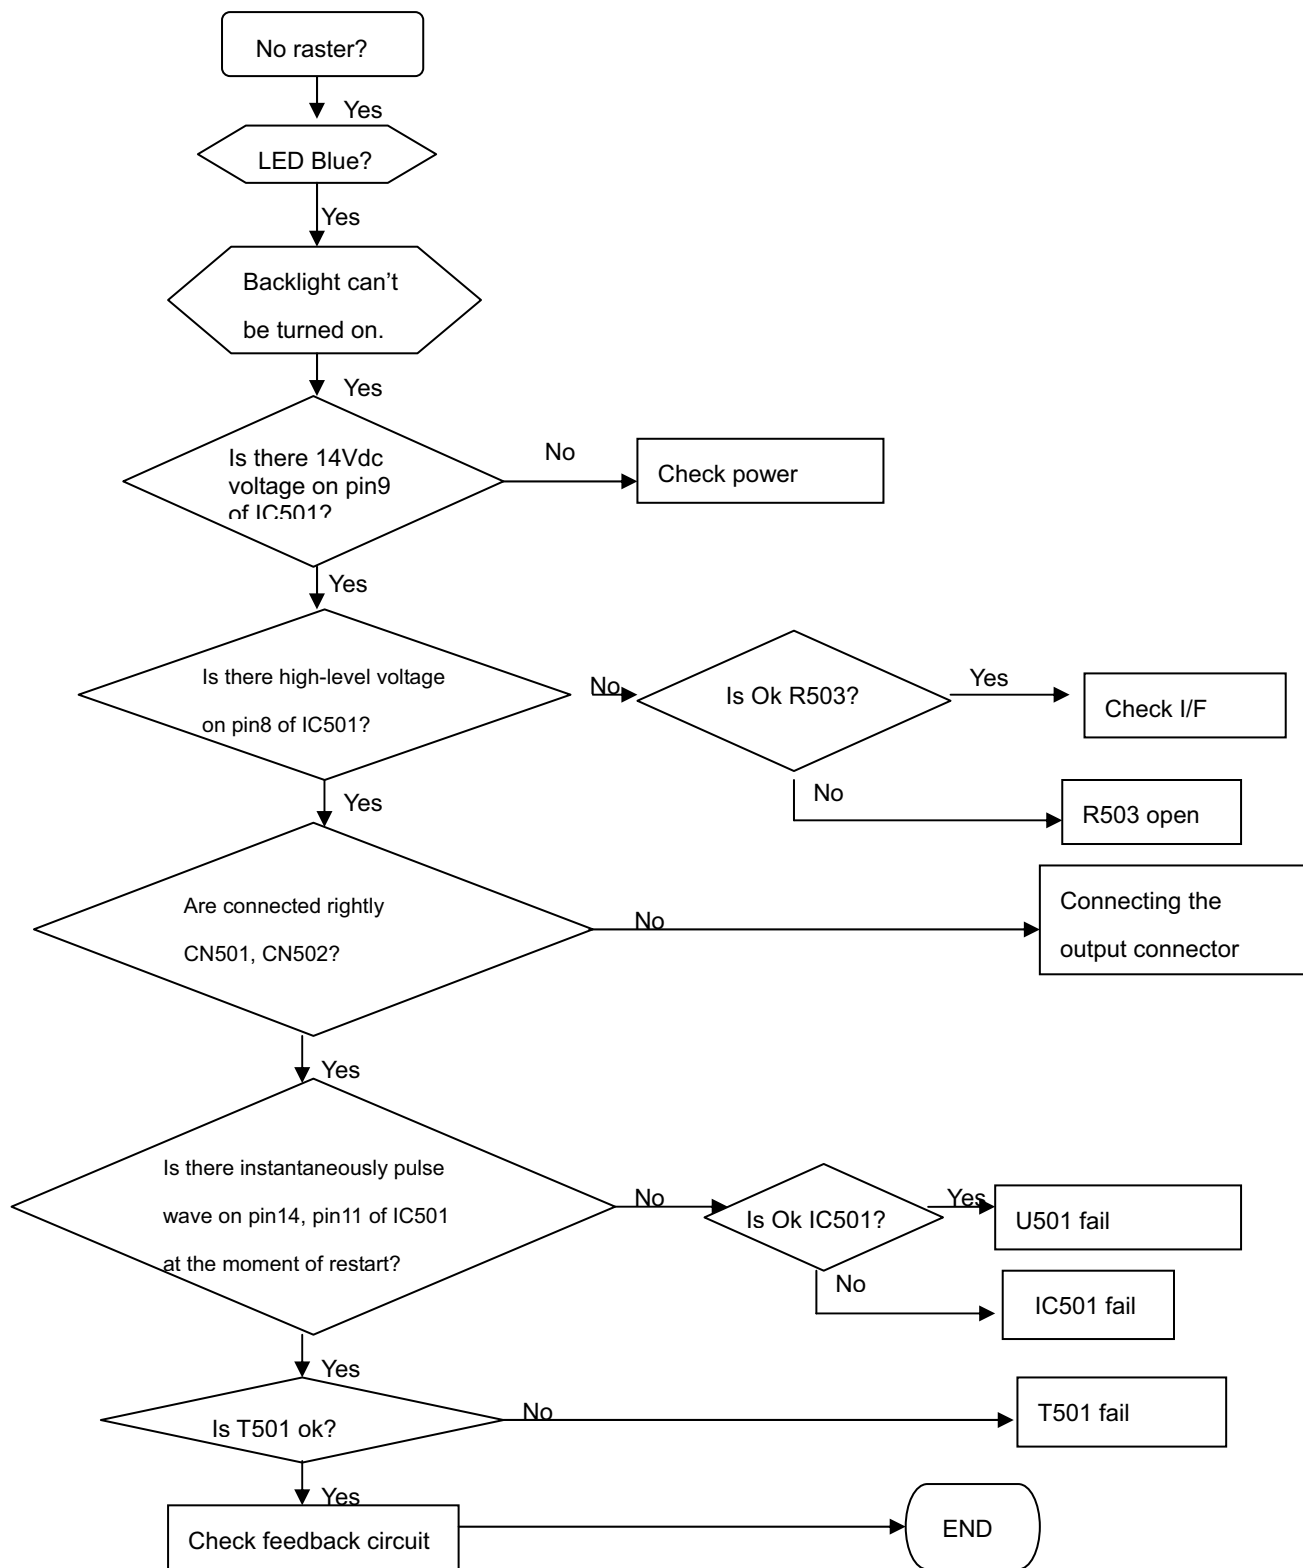 No raster?
Yes
LED Blue?
Yes
Backlight can't
be turned on.
Yes
Is there 14Vdc
voltage on pin9
of IC501?
No
Check power
Yes
Is there high-level voltage
on pin8 of IC501?
No
Is Ok R503?
Yes
Check I/F
No
R503 open
Yes
Are connected rightly
CN501, CN502?
No
Connecting the
output connector
Yes
Is there instantaneously pulse
wave on pin14, pin11 of IC501
at the moment of restart?
No
Is Ok IC501?
Yes
U501 fail
No
IC501 fail
Yes
Is T501 ok?
No
T501 fail
Yes
Check feedback circuit
END